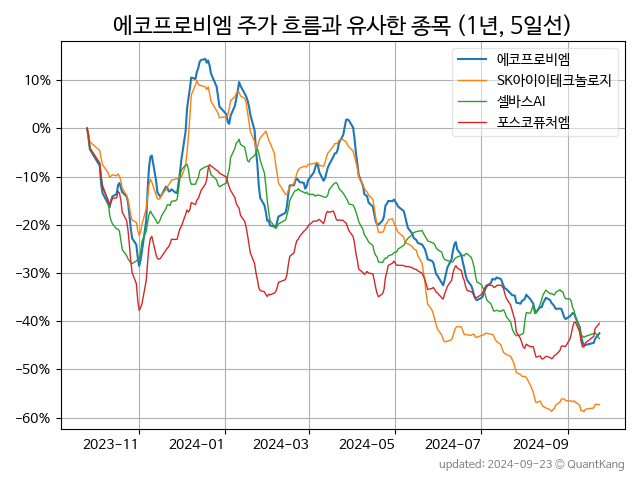 에코프로비엠 주가 흐름과 유사한 종목 (1년, 5일선)
에코프로비엠
SK아이이테크놀로지
셀바스AI
포스코퓨처엠
10%
0%
−10%
−20%
−30%
−40%
−50%
−60%
2023-11
2024-01
2024-03
2024-05
2024-07
2024-09
updated: 2024-09-23 © QuantKang